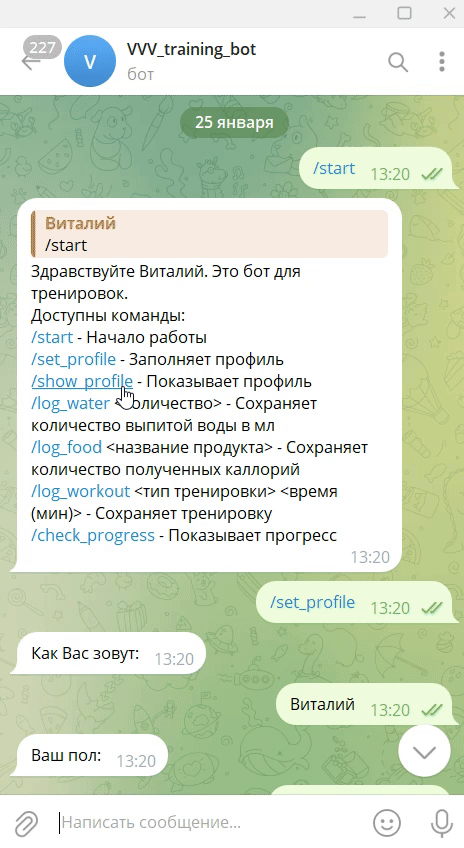 227
V
VVV_training_bot
бот
25 января
/start 13:20
Виталий
/start
Здравствуйте Виталий. Это бот для
тренировок.
Доступны команды:
/start - Начало работы
/set_profile - Заполняет профиль
/show_profile - Показывает профиль
/log_water <количество> - Сохраняет
количество выпитой воды в мл
/log_food <название продукта> - Сохраняет
количество полученных каллорий
/log_workout <тип тренировки> <время
(мин)> - Сохраняет тренировку
/check_progress - Показывает прогресс
13:20
/set_profile 13:20
Как Вас зовут: 13:20
Виталий 13:20
Ваш пол: 13:20
Написать сообщение...